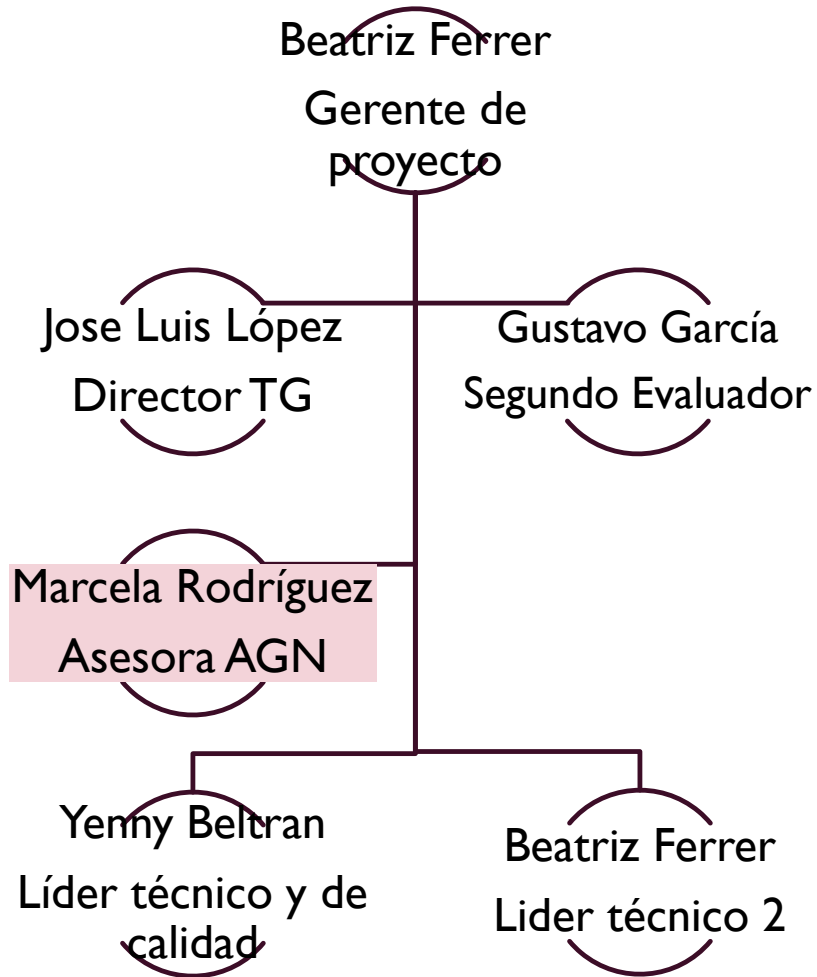 Beatriz Ferrer
Gerente de
proyecto
Jose Luis López
Director TG
Gustavo García
Segundo Evaluador
Marcela Rodríguez
Asesora AGN
Yenny Beltran
Líder técnico y de
calidad
Beatriz Ferrer
Lider técnico 2